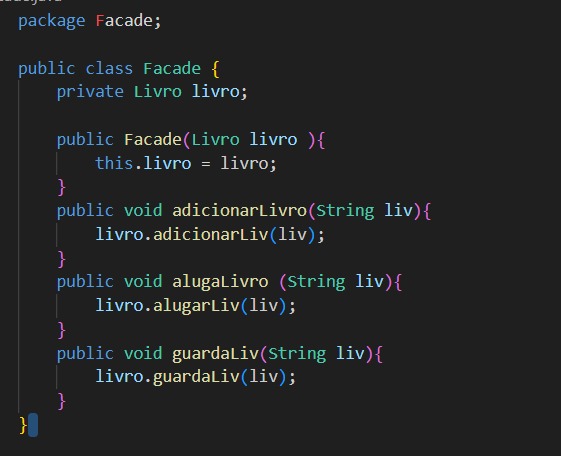 package Facade;
public class Facade {
    private Livro livro;
    public Facade(Livro livro ){
        this.livro = livro;
    }
    public void adicionarLivro(String liv){
        livro.adicionarLiv(liv);
    }
    public void alugaLivro (String liv){
        livro.alugarLiv(liv);
    }
    public void guardaLiv(String liv){
        livro.guardaLiv(liv);
    }
}